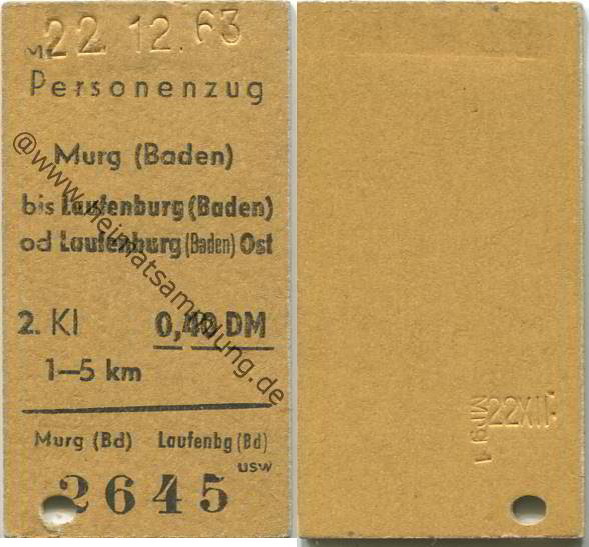 Mr 22. 12. 63
Personenzug
Murg (Baden)
bis Laufenburg (Baden)
od Laufenburg (Baden) Ost
2. Kl 0,40 DM
1—5 km
Murg (Bd) Laufenbg (Bd)
usw
2645
@www.heimatsammlung.de
22XII